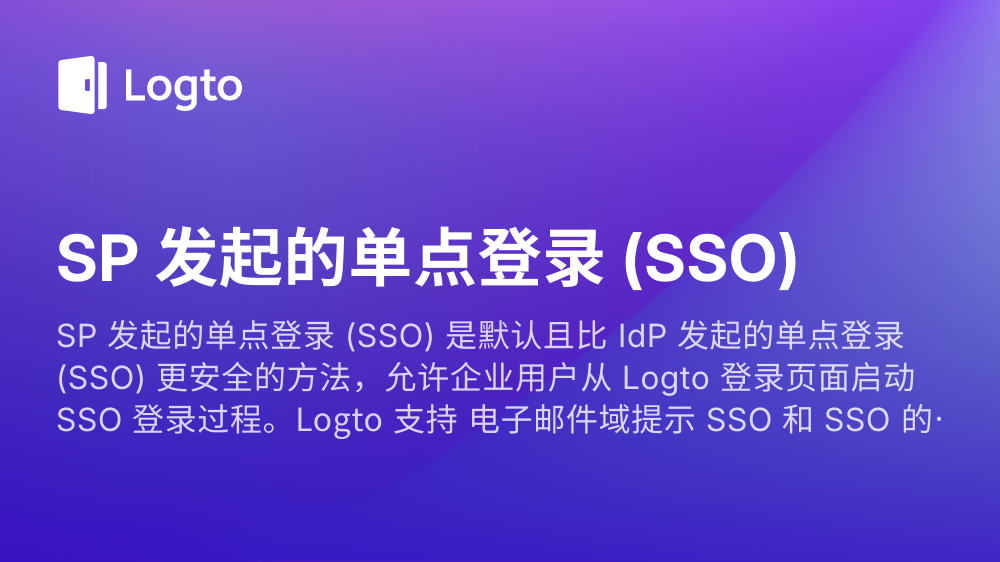 Logto
SP 发起的单点登录 (SSO)
SP 发起的单点登录 (SSO) 是默认且比 IdP 发起的单点登录
(SSO) 更安全的方法，允许企业用户从 Logto 登录页面启动
SSO 登录过程。Logto 支持 电子邮件域提示 SSO 和 SSO 的·